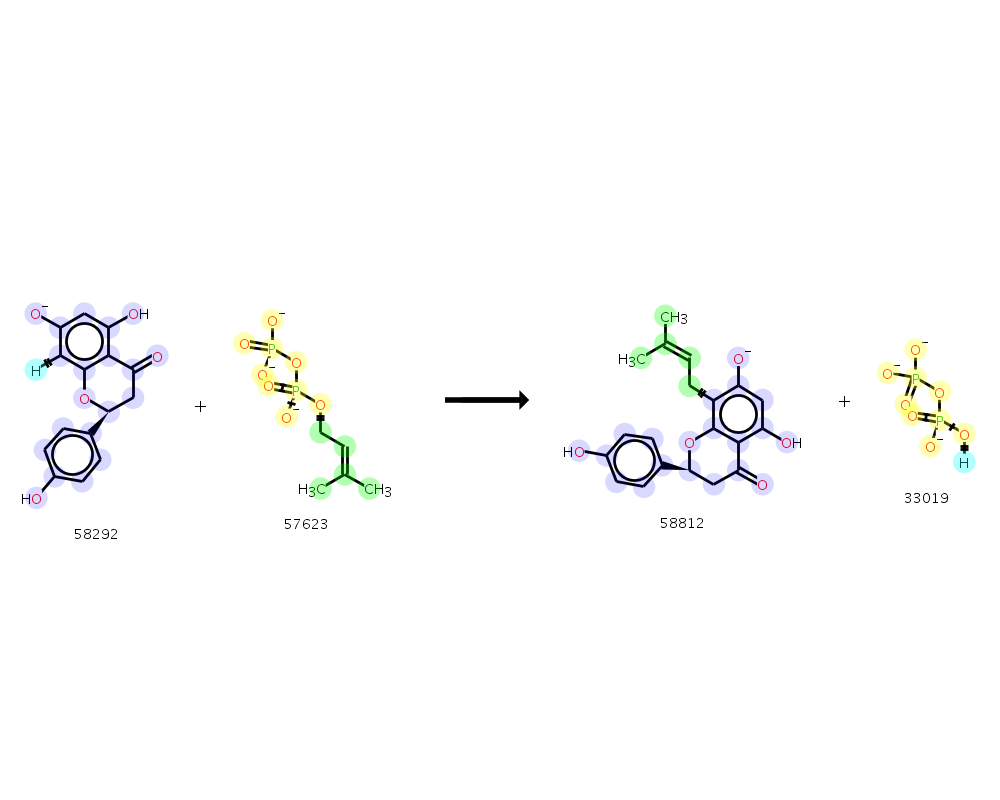 O⁻ OH
H O
O
HO
58292
+
O⁻
O P
O⁻ O
O P
O⁻ O
H₃C CH₃
57623
CH₃
H₃C O⁻
HO O OH
O
58812
+
O⁻
O⁻ P
O O
O P
O⁻ O
H
33019